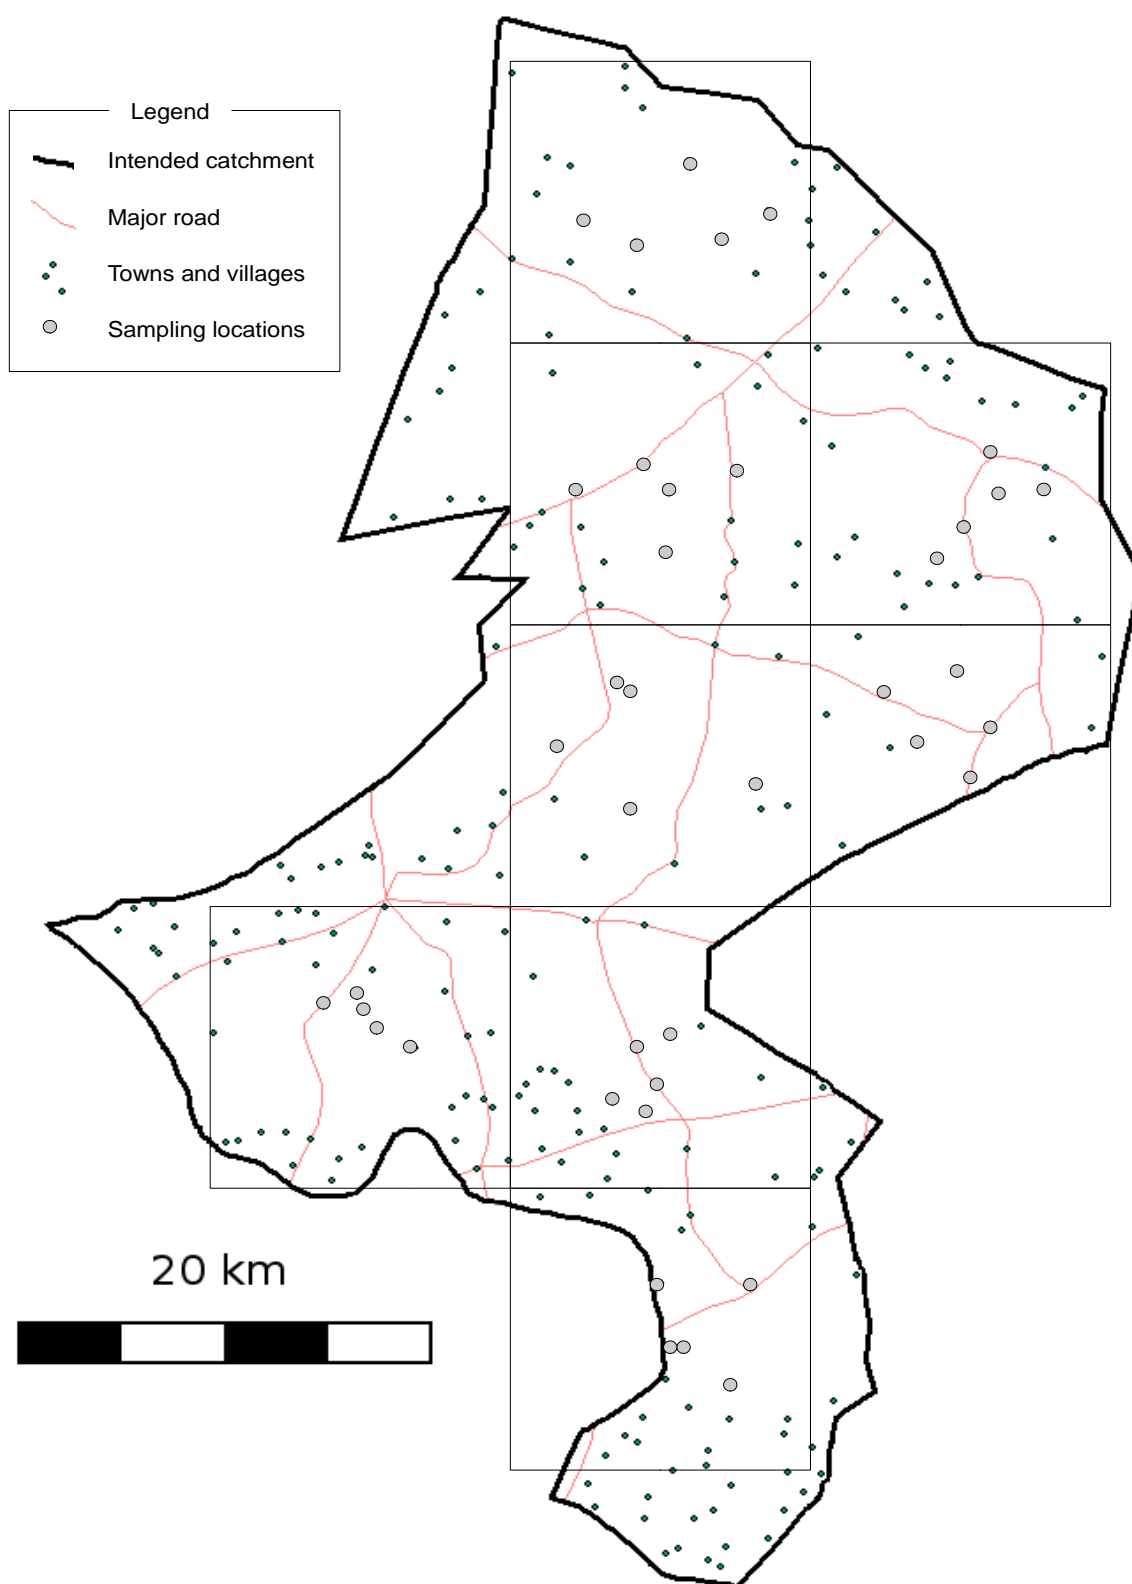 Legend
Intended catchment
Major road
Towns and villages
Sampling locations
20 km